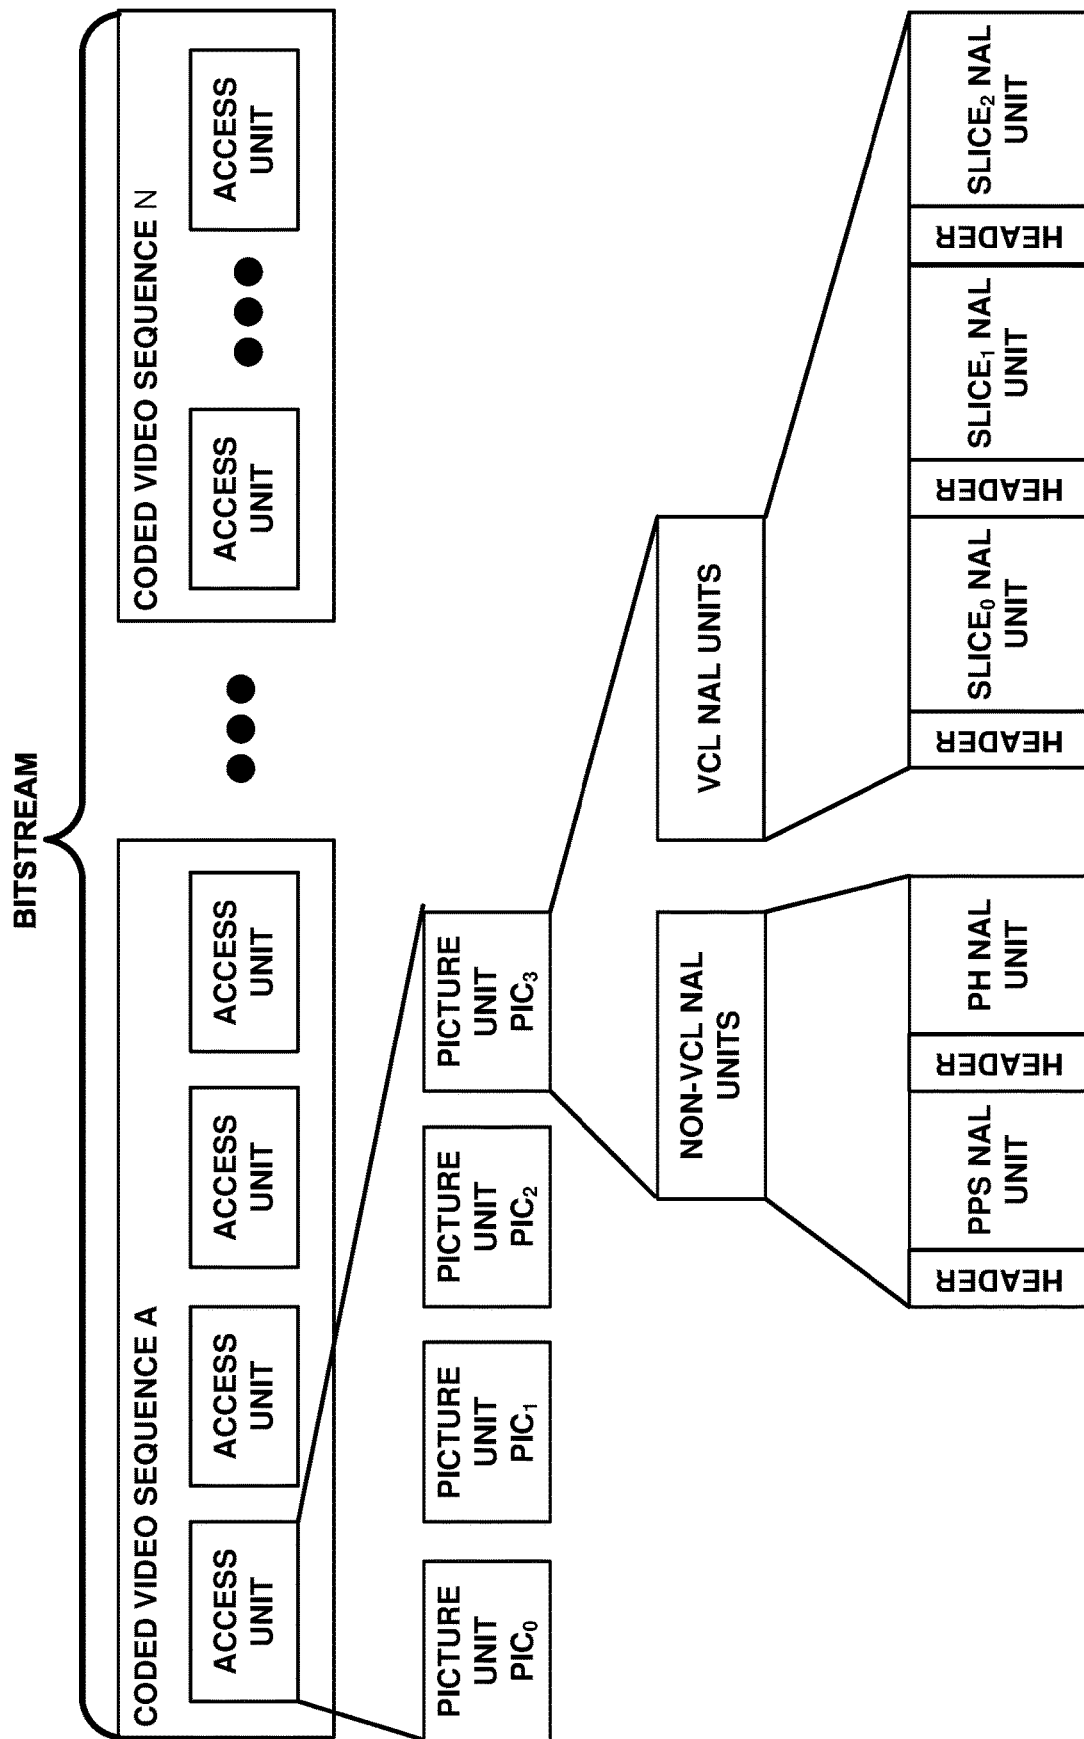 BITSTREAM
CODED VIDEO SEQUENCE A
ACCESS
UNIT
ACCESS
UNIT
ACCESS
UNIT
ACCESS
UNIT
CODED VIDEO SEQUENCE N
ACCESS
UNIT
ACCESS
UNIT
PICTURE
UNIT
PIC₀
PICTURE
UNIT
PIC₁
PICTURE
UNIT
PIC₂
PICTURE
UNIT
PIC₃
NON-VCL NAL
UNITS
VCL NAL UNITS
HEADER
PPS NAL
UNIT
HEADER
PH NAL
UNIT
HEADER
SLICE₀ NAL
UNIT
HEADER
SLICE₁ NAL
UNIT
HEADER
SLICE₂ NAL
UNIT